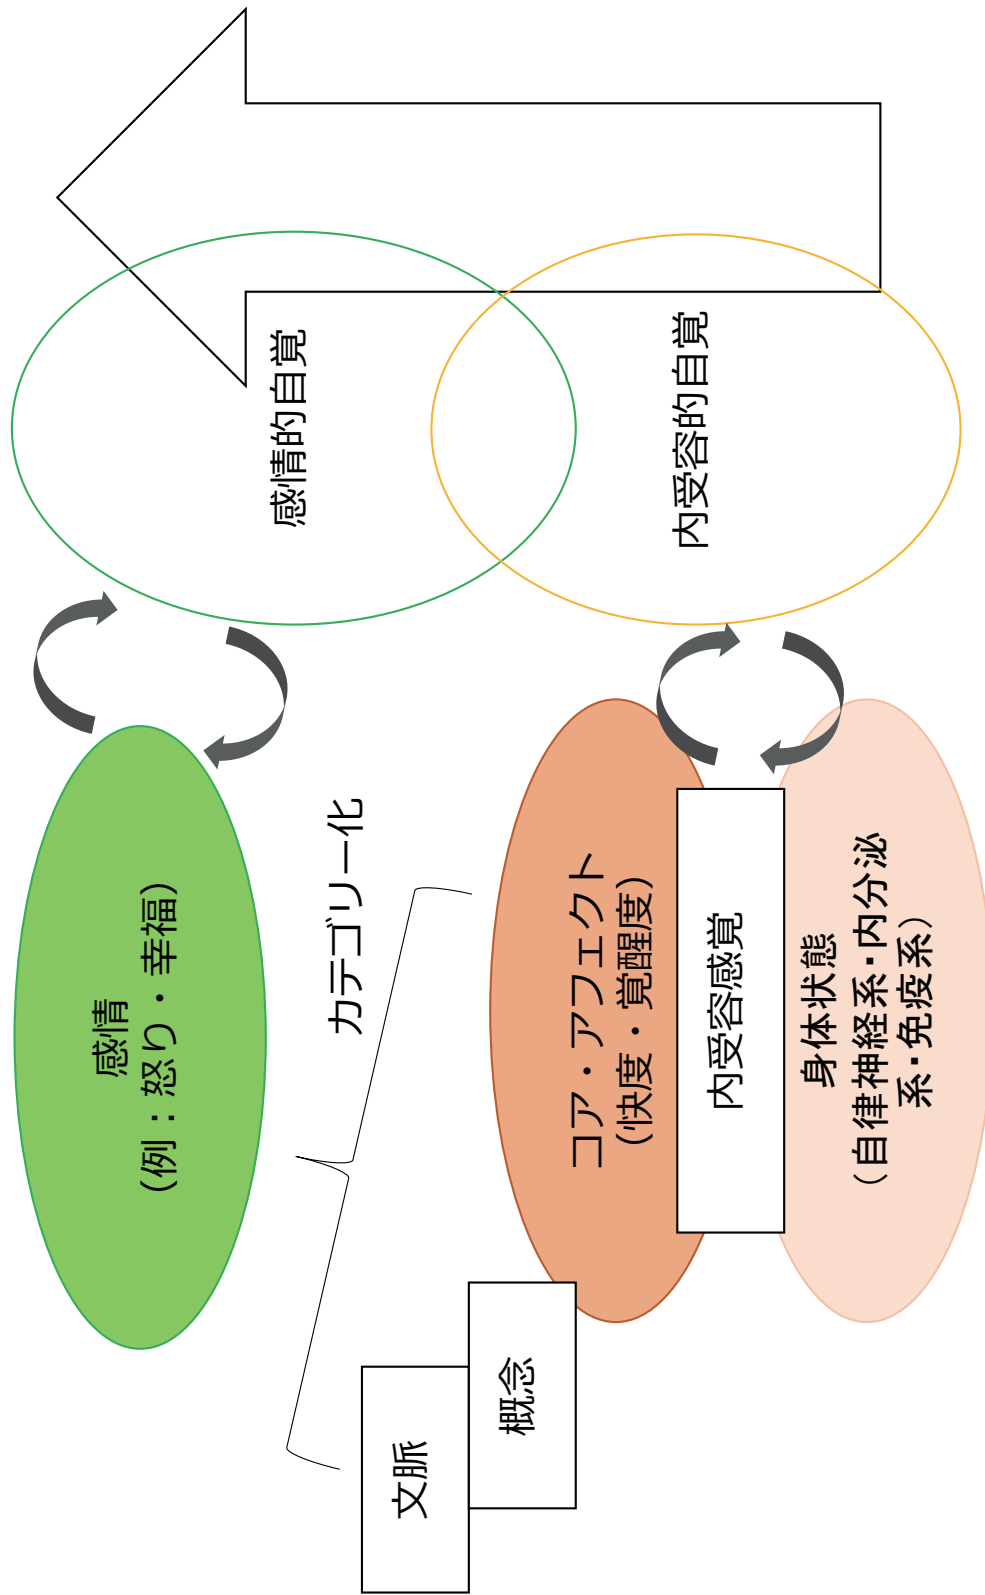 感情
(例：怒り・幸福)
カテゴリー化
文脈
概念
コア・アフェクト
(快度・覚醒度)
内受容感覚
身体状態
（自律神経系・内分泌
系・免疫系）
感情的自覚
内受容的自覚